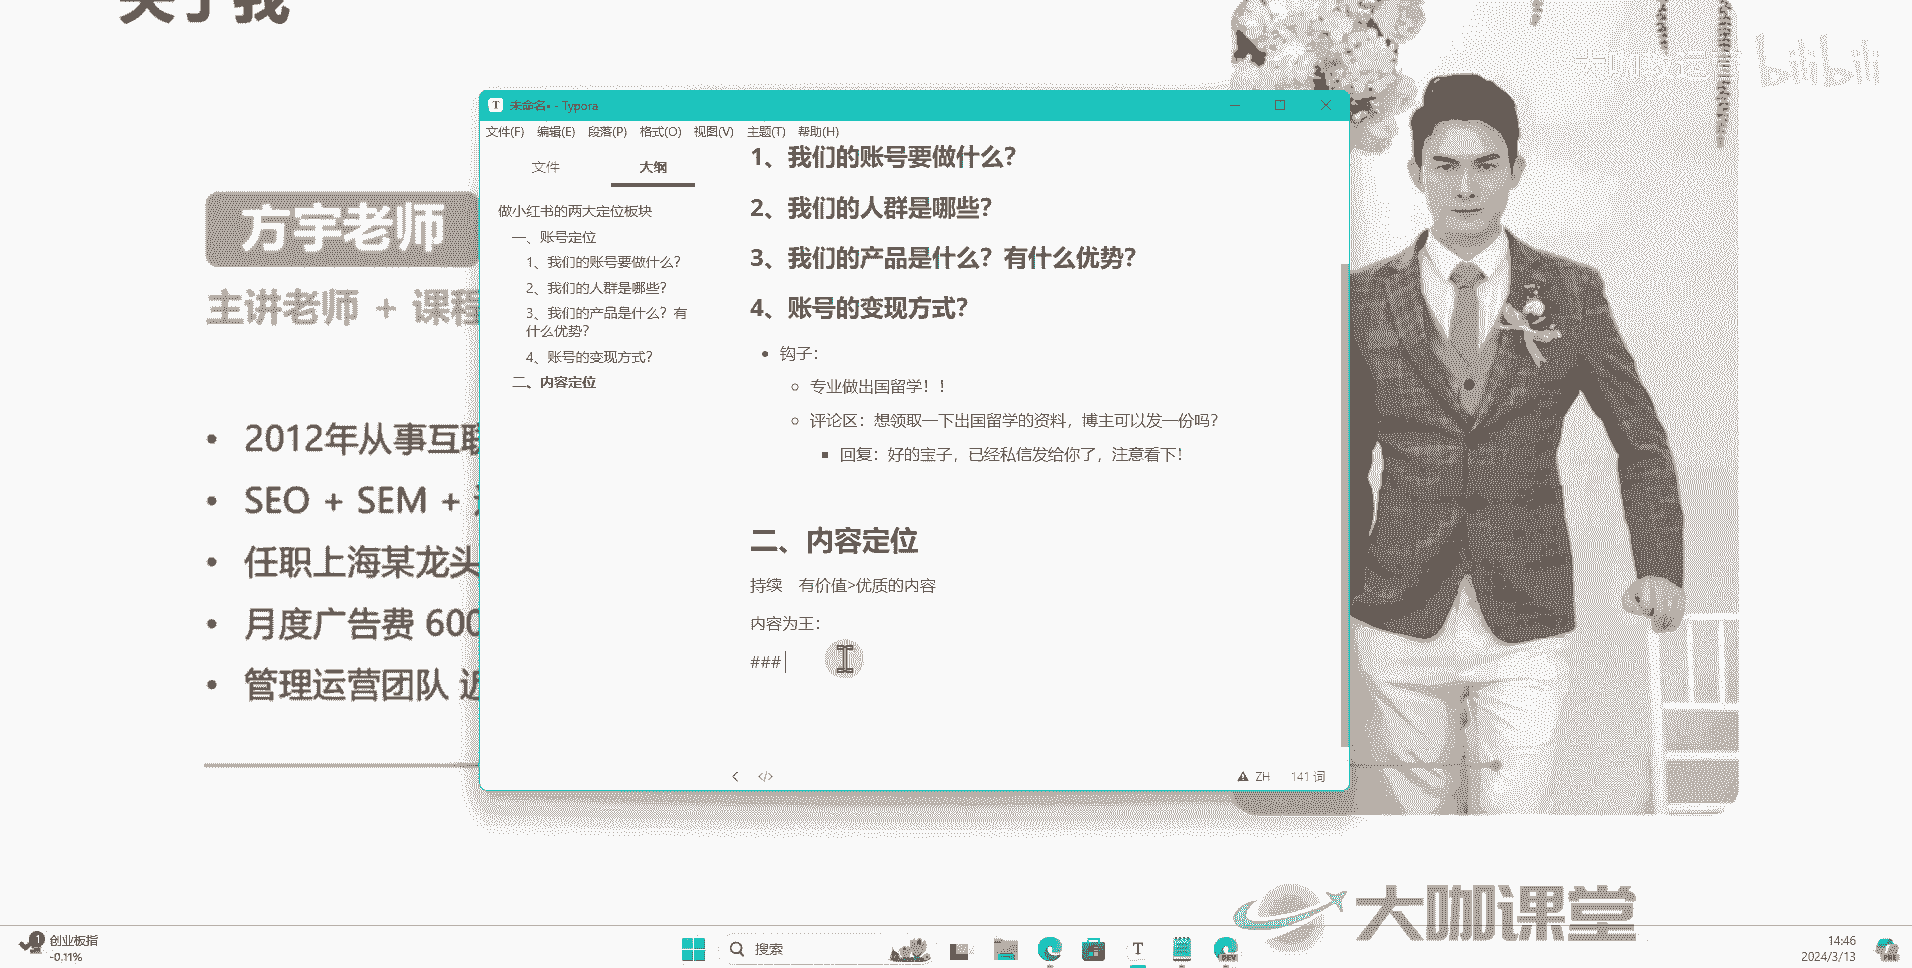 关于我
大咖教运营 bilibili
未命名• - Typora
文件(F) 编辑(E) 段落(P) 格式(O) 视图(V) 主题(T) 帮助(H)
文件 大纲
做小红书的两大定位板块
一、账号定位
1、我们的账号要做什么？
2、我们的人群是哪些？
3、我们的产品是什么？有
什么优势？
4、账号的变现方式？
二、内容定位
1、我们的账号要做什么？
2、我们的人群是哪些？
3、我们的产品是什么？有什么优势？
4、账号的变现方式？
• 钩子：
专业做出国留学！！
评论区：想领取一下出国留学的资料，博主可以发一份吗？
回复：好的宝子，已经私信发给你了，注意看下！
二、内容定位
持续 有价值>优质的内容
内容为王：
###
ZH 141 词
方宇老师
主讲老师 + 课程
• 2012年从事互联
• SEO + SEM +
• 任职上海某龙头
• 月度广告费 600
• 管理运营团队 近
大咖课堂
1
创业板指
-0.11%
搜索
DEV
14:46
2024/3/13
PRE